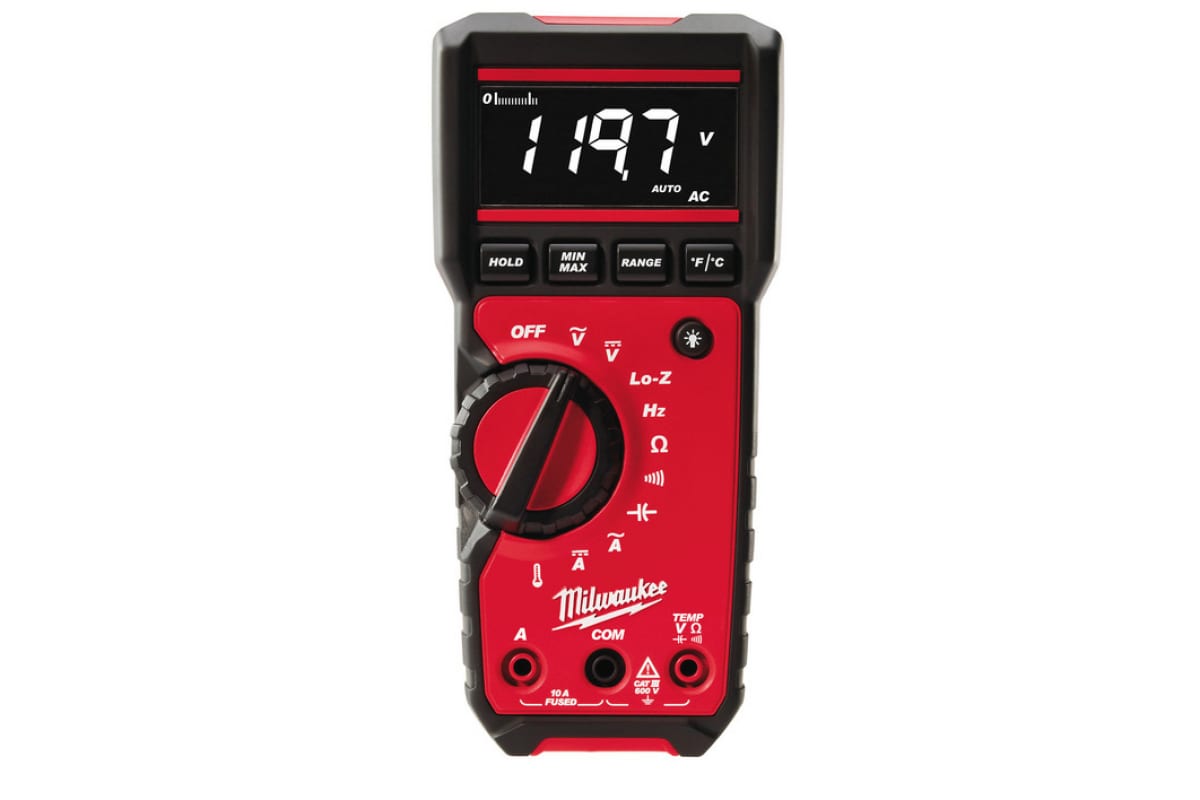 0
119.7 V
AUTO
AC
HOLD
MIN
MAX
RANGE
°F/°C
OFF
V
V
Lo-Z
Hz
Ω
A
A
Milwaukee
TEMP
V Ω
A
COM
CAT III
600 V
10 A
FUSED